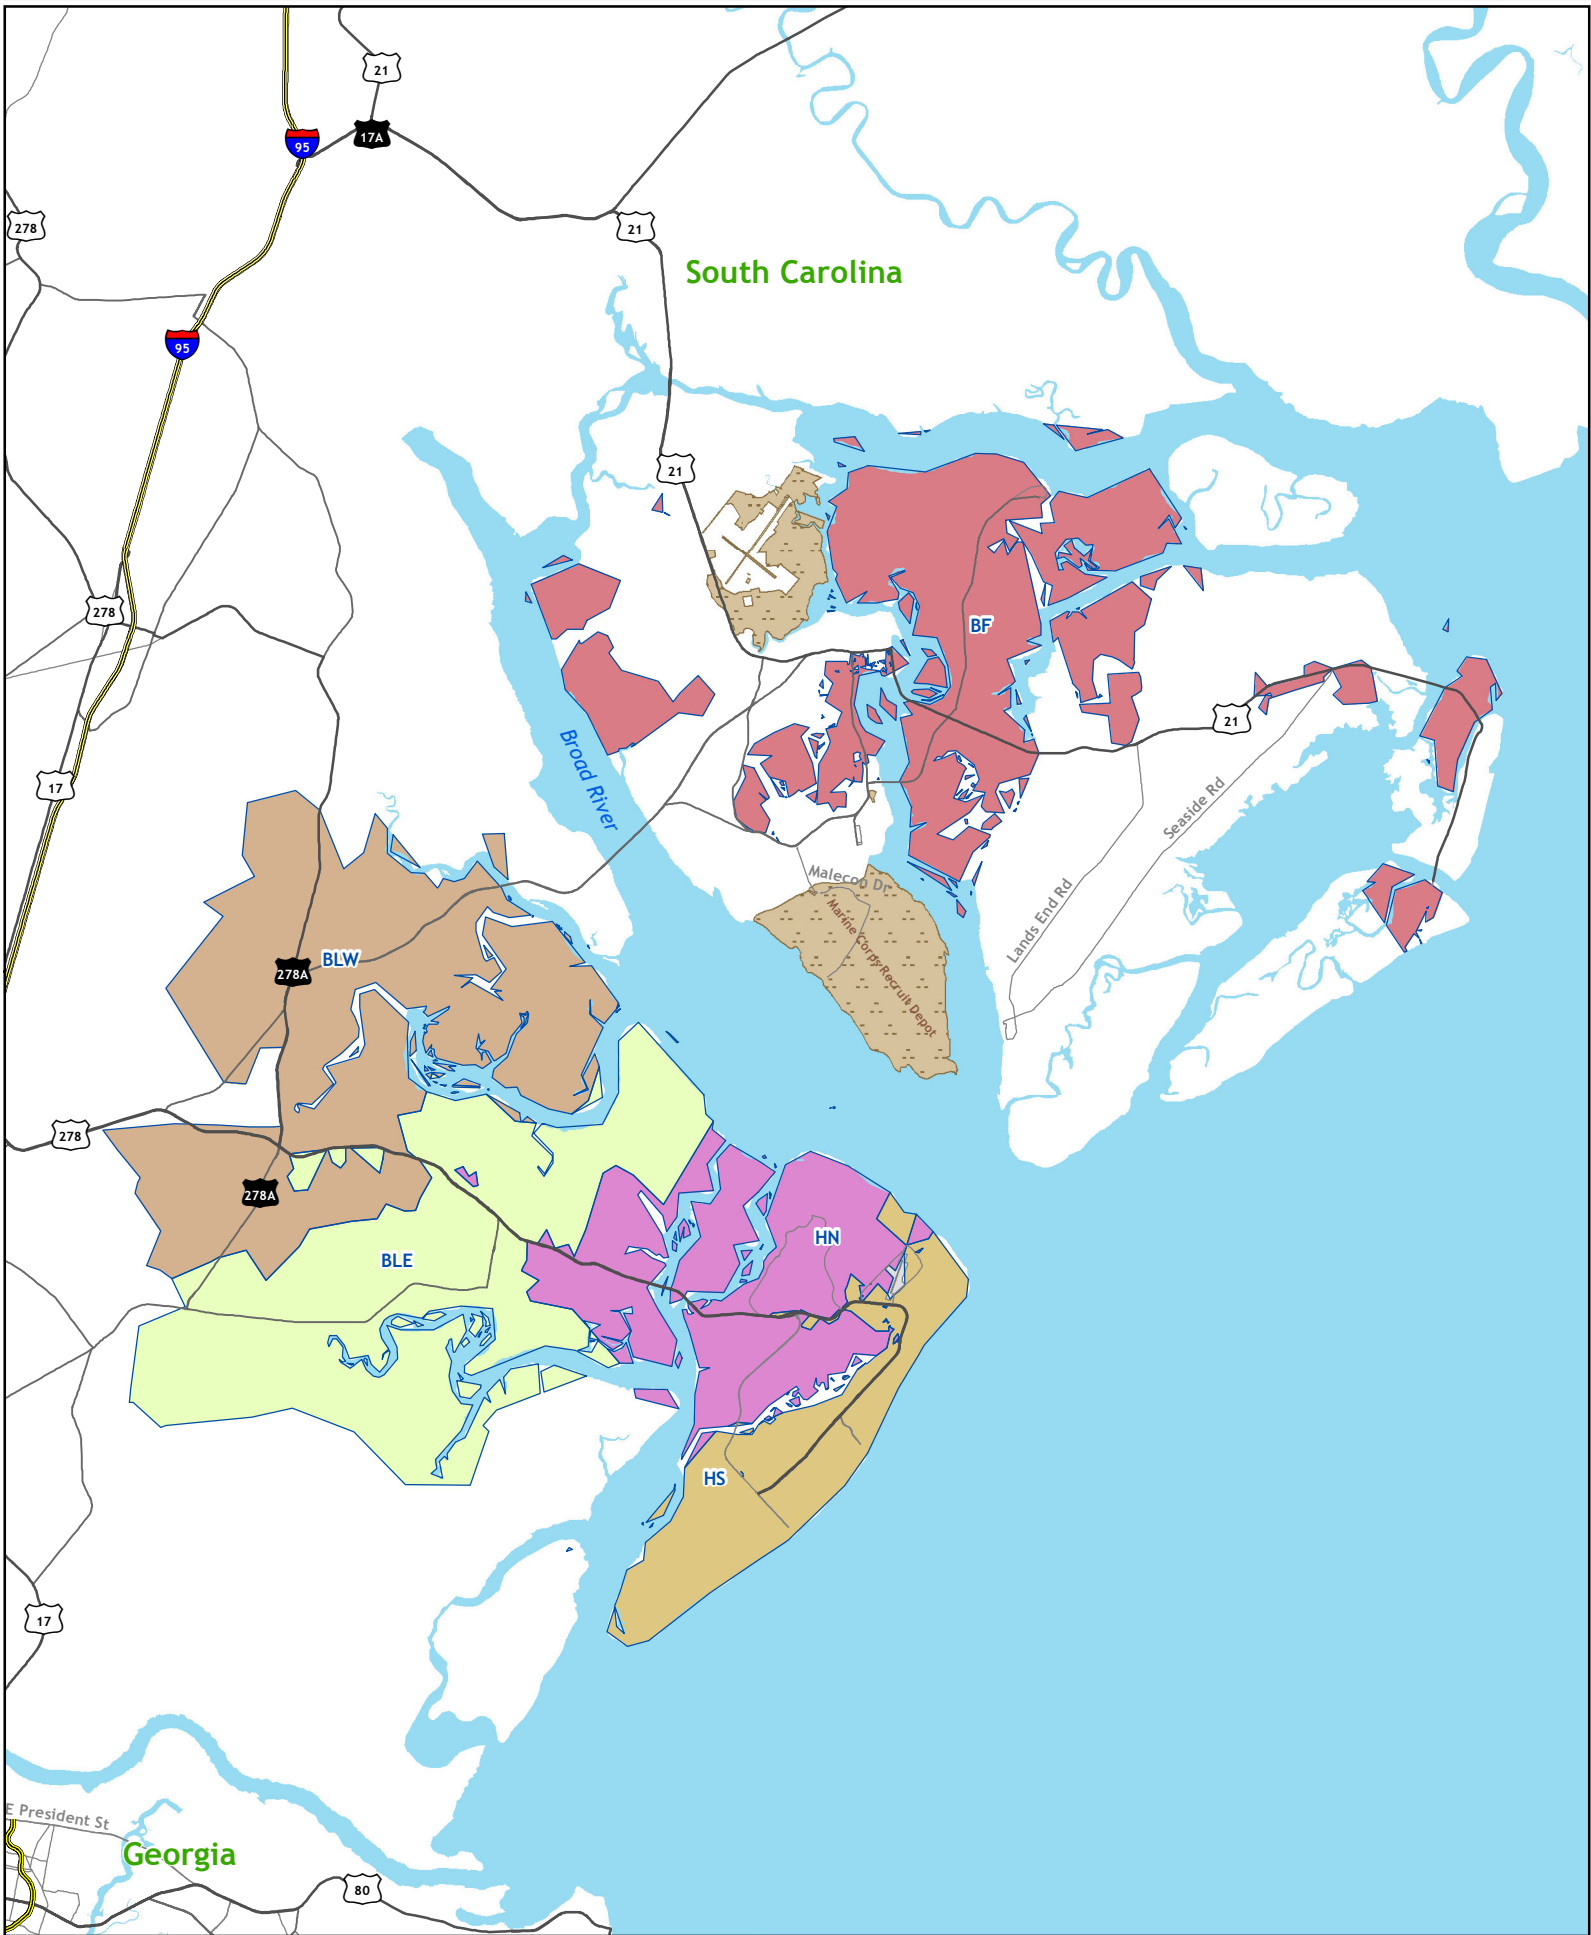 21
95
17A
278
21
South Carolina
95
21
278
BF
21
17
Broad River
Seaside Rd
Malecon Dr
Lands End Rd
Marine Corps Recruit Depot
BLW
278A
278
278A
HN
BLE
HS
17
E President St
Georgia
80